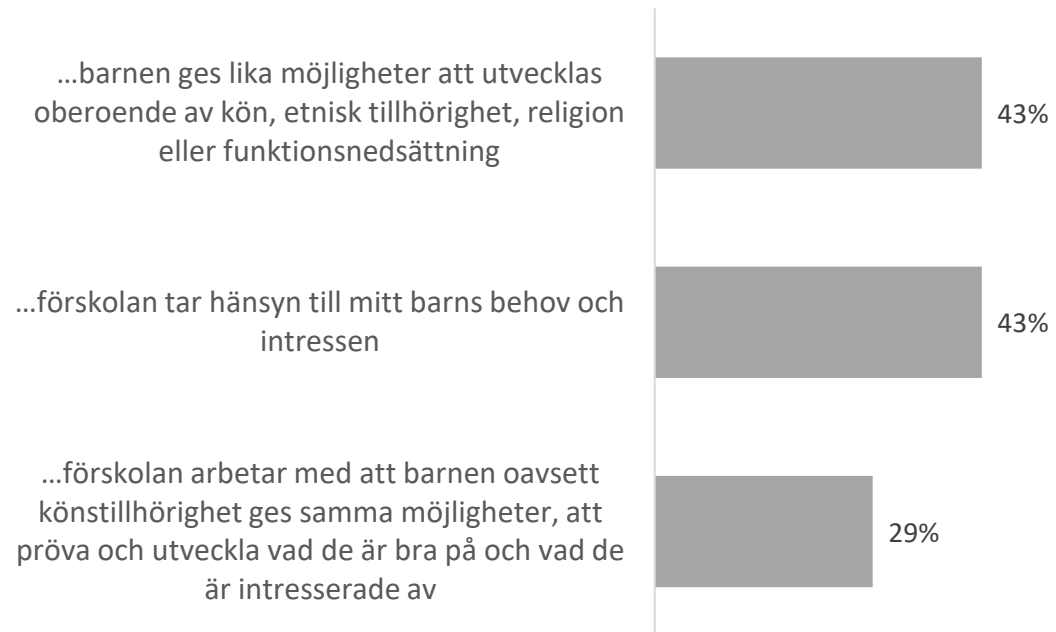 ...barnen ges lika möjligheter att utvecklas
oberoende av kön, etnisk tillhörighet, religion
eller funktionsnedsättning
43%
...förskolan tar hänsyn till mitt barns behov och
intressen
43%
...förskolan arbetar med att barnen oavsett
könstillhörighet ges samma möjligheter, att
pröva och utveckla vad de är bra på och vad de
är intresserade av
29%